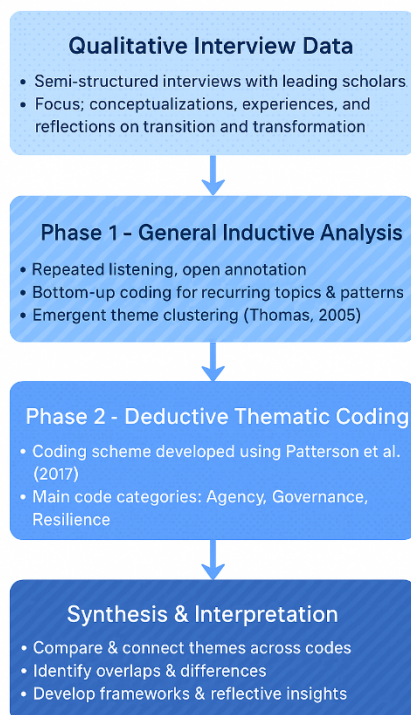 Qualitative Interview Data
• Semi-structured interviews with leading scholars
• Focus; conceptualizations, experiences, and
reflections on transition and transformation
Phase 1 – General Inductive Analysis
• Repeated listening, open annotation
• Bottom-up coding for recurring topics & patterns
• Emergent theme clustering (Thomas, 2005)
Phase 2 - Deductive Thematic Coding
• Coding scheme developed using Patterson et al.
(2017)
• Main code categories: Agency, Governance,
Resilience
Synthesis & Interpretation
• Compare & connect themes across codes
• Identify overlaps & differences
• Develop frameworks & reflective insights